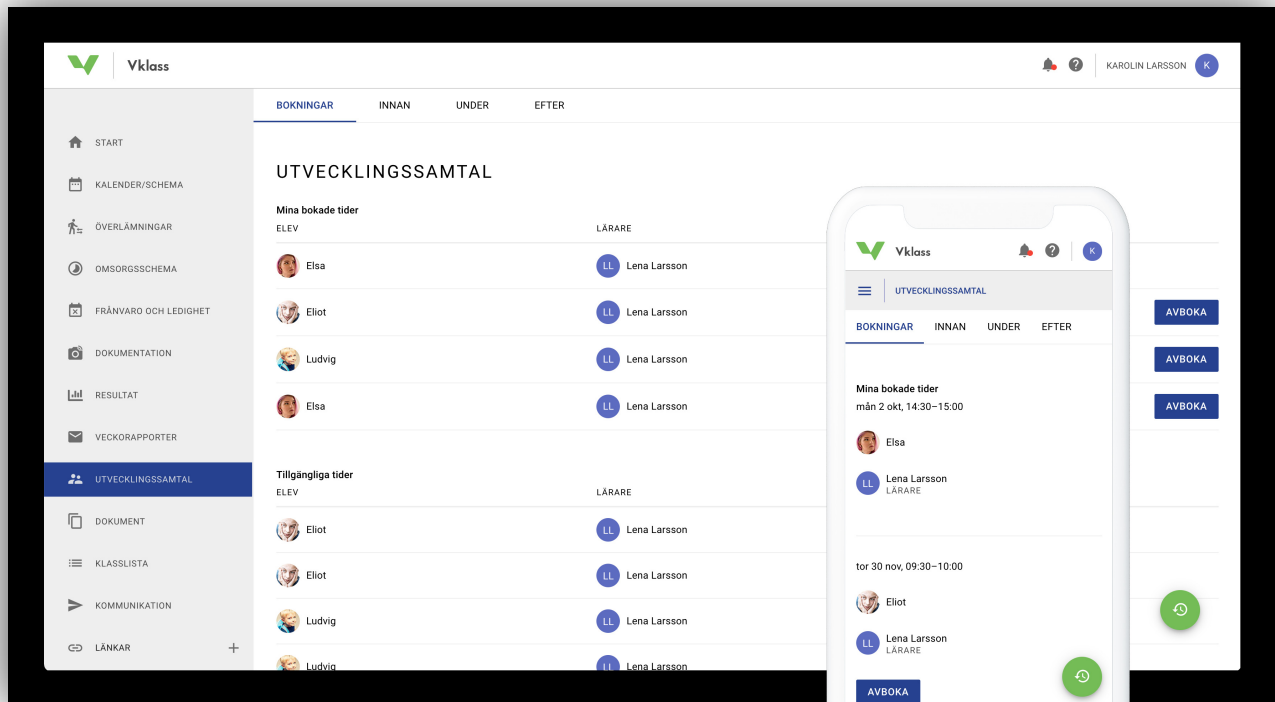 Vklass
KAROLIN LARSSON K
BOKNINGAR INNAN UNDER EFTER
START
KALENDER/SCHEMA
ÖVERLÄMNINGAR
OMSORGSSCHEMA
FRÅNVARO OCH LEDIGHET
DOKUMENTATION
RESULTAT
VECKORAPPORTER
UTVECKLINGSSAMTAL
DOKUMENT
KLASSLISTA
KOMMUNIKATION
LÄNKAR +
UTVECKLINGSSAMTAL
Mina bokade tider
ELEV LÄRARE
Elsa LL Lena Larsson
Eliot LL Lena Larsson AVBOKA
Ludvig LL Lena Larsson AVBOKA
Elsa LL Lena Larsson AVBOKA
Tillgängliga tider
ELEV LÄRARE
Eliot LL Lena Larsson
Eliot LL Lena Larsson
Ludvig LL Lena Larsson
Ludvig LL Lena Larsson
Vklass ? K
UTVECKLINGSSAMTAL
BOKNINGAR INNAN UNDER EFTER
Mina bokade tider
mån 2 okt, 14:30–15:00
Elsa
LL Lena Larsson
LÄRARE
tor 30 nov, 09:30–10:00
Eliot
LL Lena Larsson
LÄRARE
AVBOKA